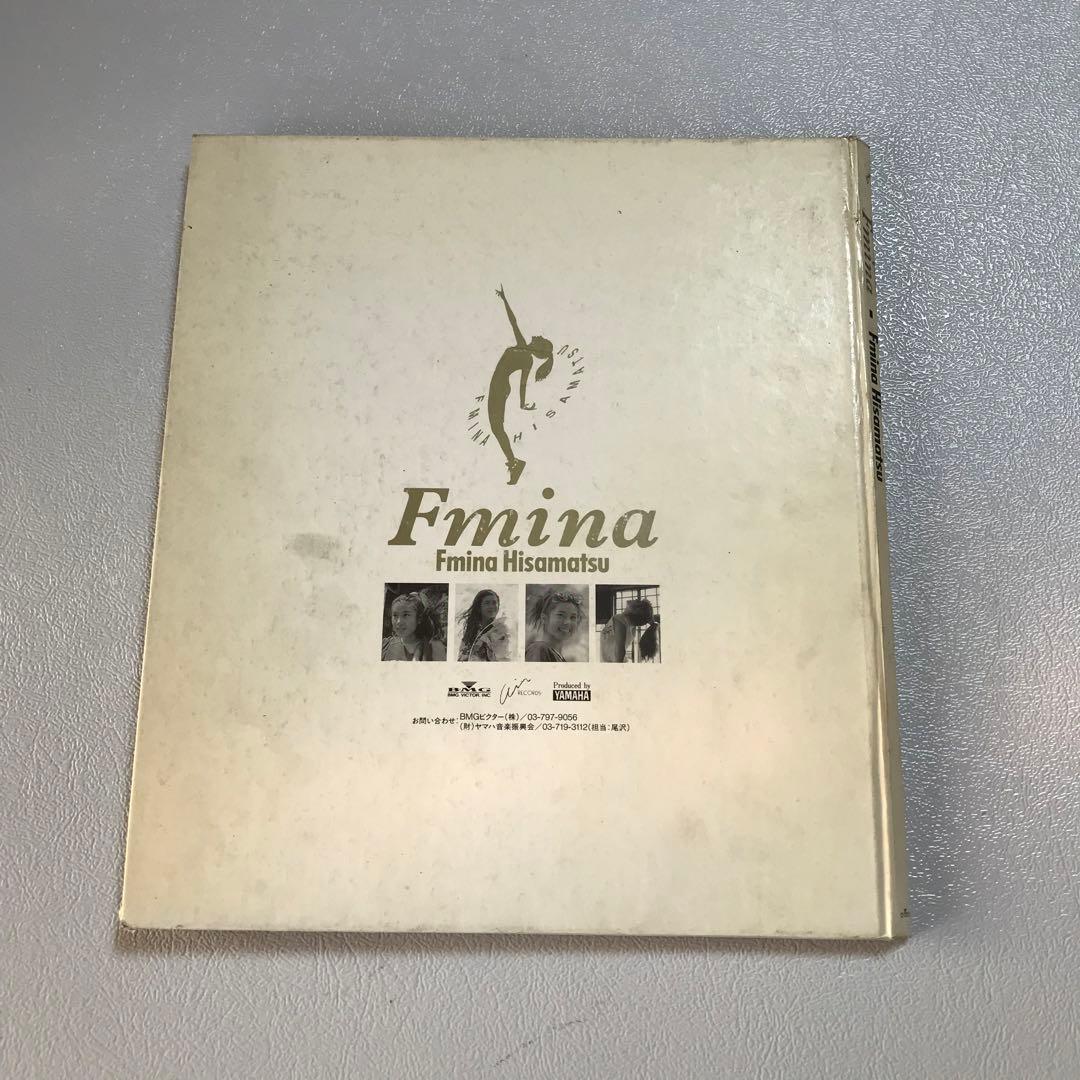 FMINA HISAMATSU
Fmina
Fmina Hisamatsu
BMG
BMG VICTOR, INC
air RECORDS
Produced by
YAMAHA
お問い合わせ:BMGビクター(株)/03-797-9056
(財)ヤマハ音楽振興会/03-719-3112(担当:尾沢)
Fmina ▪ Fmina Hisamatsu